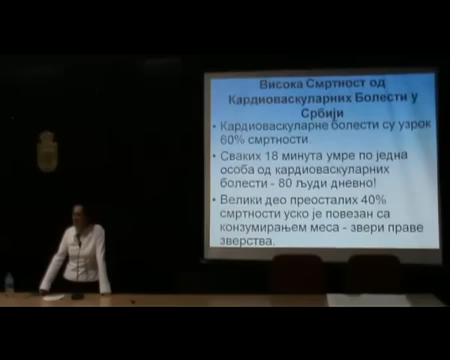 Висока Смртност од
Кардиоваскуларних Болести у
Србији
• Кардиоваскуларне болести су узрок
60% смртности.
• Сваких 18 минута умре по једна
особа од кардиоваскуларних
болести - 80 људи дневно!
• Велики део преосталих 40%
смртности уско је повезан са
конзумирањем меса - звери праве
зверства.